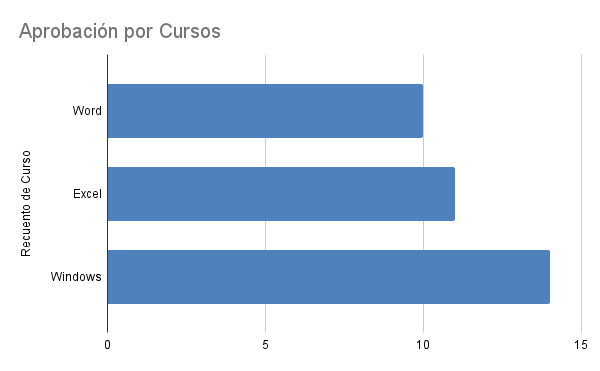 Aprobación por Cursos
Recuento de Curso
Word
Excel
Windows
0 5 10 15